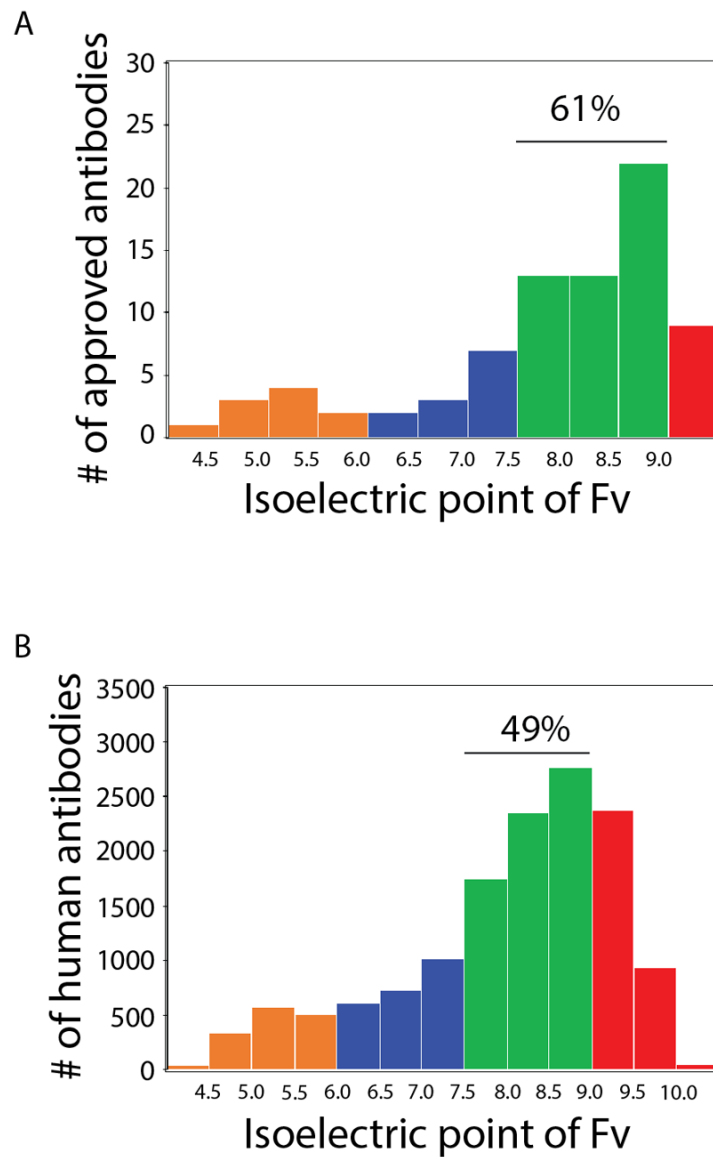 A
30
25
20
15
10
5
0
# of approved antibodies
61%
4.5 5.0 5.5 6.0 6.5 7.0 7.5 8.0 8.5 9.0
Isoelectric point of Fv
B
3500
3000
2500
2000
1500
1000
500
0
# of human antibodies
49%
4.5 5.0 5.5 6.0 6.5 7.0 7.5 8.0 8.5 9.0 9.5 10.0
Isoelectric point of Fv